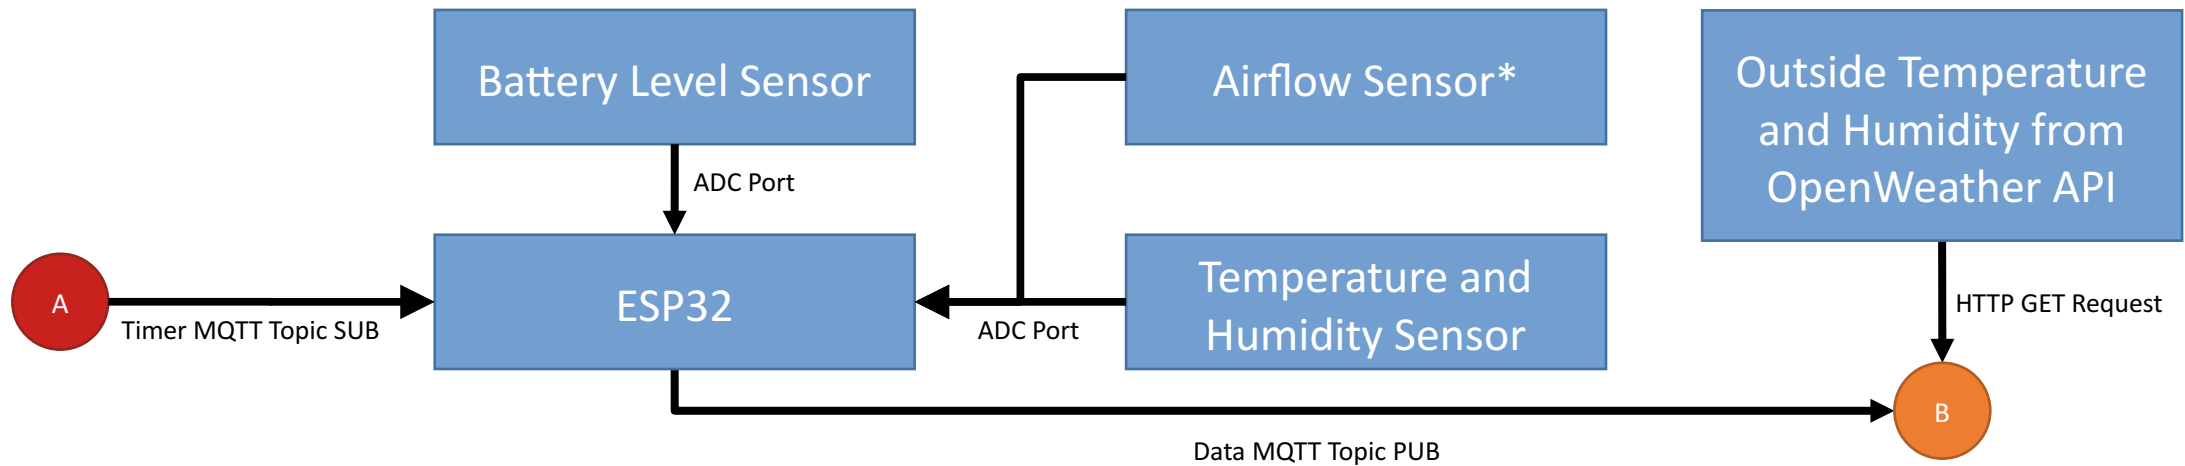 Battery Level Sensor
Airflow Sensor*
Outside Temperature
and Humidity from
OpenWeather API
ADC Port
A
Timer MQTT Topic SUB
ESP32
ADC Port
Temperature and
Humidity Sensor
HTTP GET Request
B
Data MQTT Topic PUB